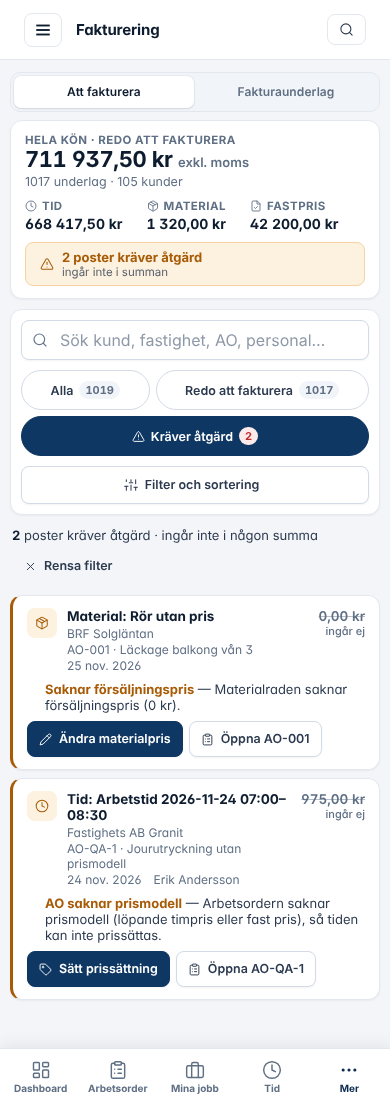 Fakturering
Att fakturera
Fakturaunderlag
HELA KÖN · REDO ATT FAKTURERA
711 937,50 kr exkl. moms
1017 underlag · 105 kunder
TID
MATERIAL
FASTPRIS
668 417,50 kr
1 320,00 kr
42 200,00 kr
2 poster kräver åtgärd
ingår inte i summan
Sök kund, fastighet, AO, personal...
Alla 1019
Redo att fakturera 1017
Kräver åtgärd 2
Filter och sortering
2 poster kräver åtgärd · ingår inte i någon summa
Rensa filter
Material: Rör utan pris
0,00 kr
ingår ej
BRF Solgläntan
AO-001 · Läckage balkong vån 3
25 nov. 2026
Saknar försäljningspris — Materialraden saknar
försäljningspris (0 kr).
Ändra materialpris
Öppna AO-001
Tid: Arbetstid 2026-11-24 07:00–
08:30
975,00 kr
ingår ej
Fastighets AB Granit
AO-QA-1 · Jourutryckning utan
prismodell
24 nov. 2026 Erik Andersson
AO saknar prismodell — Arbetsordern saknar
prismodell (löpande timpris eller fast pris), så tiden
kan inte prissättas.
Sätt prissättning
Öppna AO-QA-1
Dashboard
Arbetsorder
Mina jobb
Tid
Mer